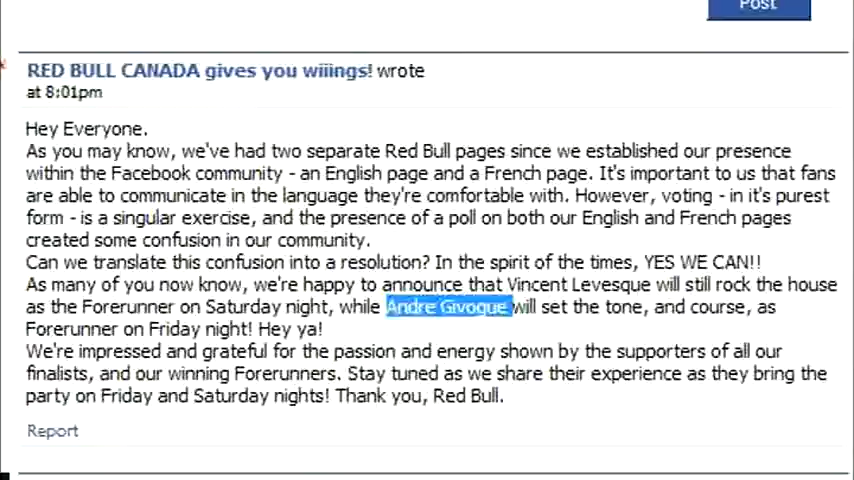 Post
RED BULL CANADA gives you wiiings! wrote
at 8:01pm
Hey Everyone.
As you may know, we've had two separate Red Bull pages since we established our presence
within the Facebook community - an English page and a French page. It's important to us that fans
are able to communicate in the language they're comfortable with. However, voting - in it's purest
form - is a singular exercise, and the presence of a poll on both our English and French pages
created some confusion in our community.
Can we translate this confusion into a resolution? In the spirit of the times, YES WE CAN!!
As many of you now know, we're happy to announce that Vincent Levesque will still rock the house
as the Forerunner on Saturday night, while Andre Givogue will set the tone, and course, as
Forerunner on Friday night! Hey ya!
We're impressed and grateful for the passion and energy shown by the supporters of all our
finalists, and our winning Forerunners. Stay tuned as we share their experience as they bring the
party on Friday and Saturday nights! Thank you, Red Bull.
Report